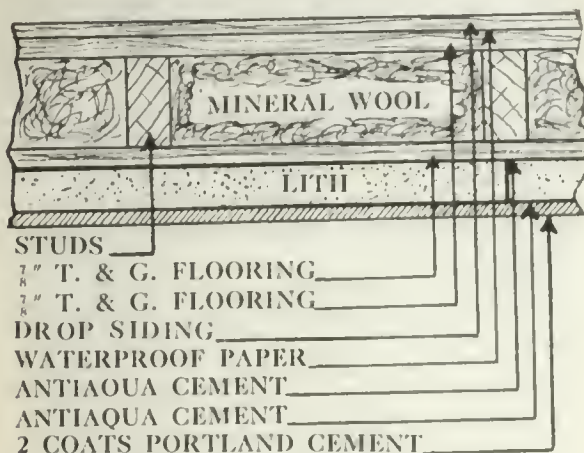 MINERAL WOOL
LITH
STUDS
7/8" T. & G. FLOORING
7/8" T. & G. FLOORING
DROP SIDING
WATERPROOF PAPER
ANTIAQUA CEMENT
ANTIAQUA CEMENT
2 COATS PORTLAND CEMENT